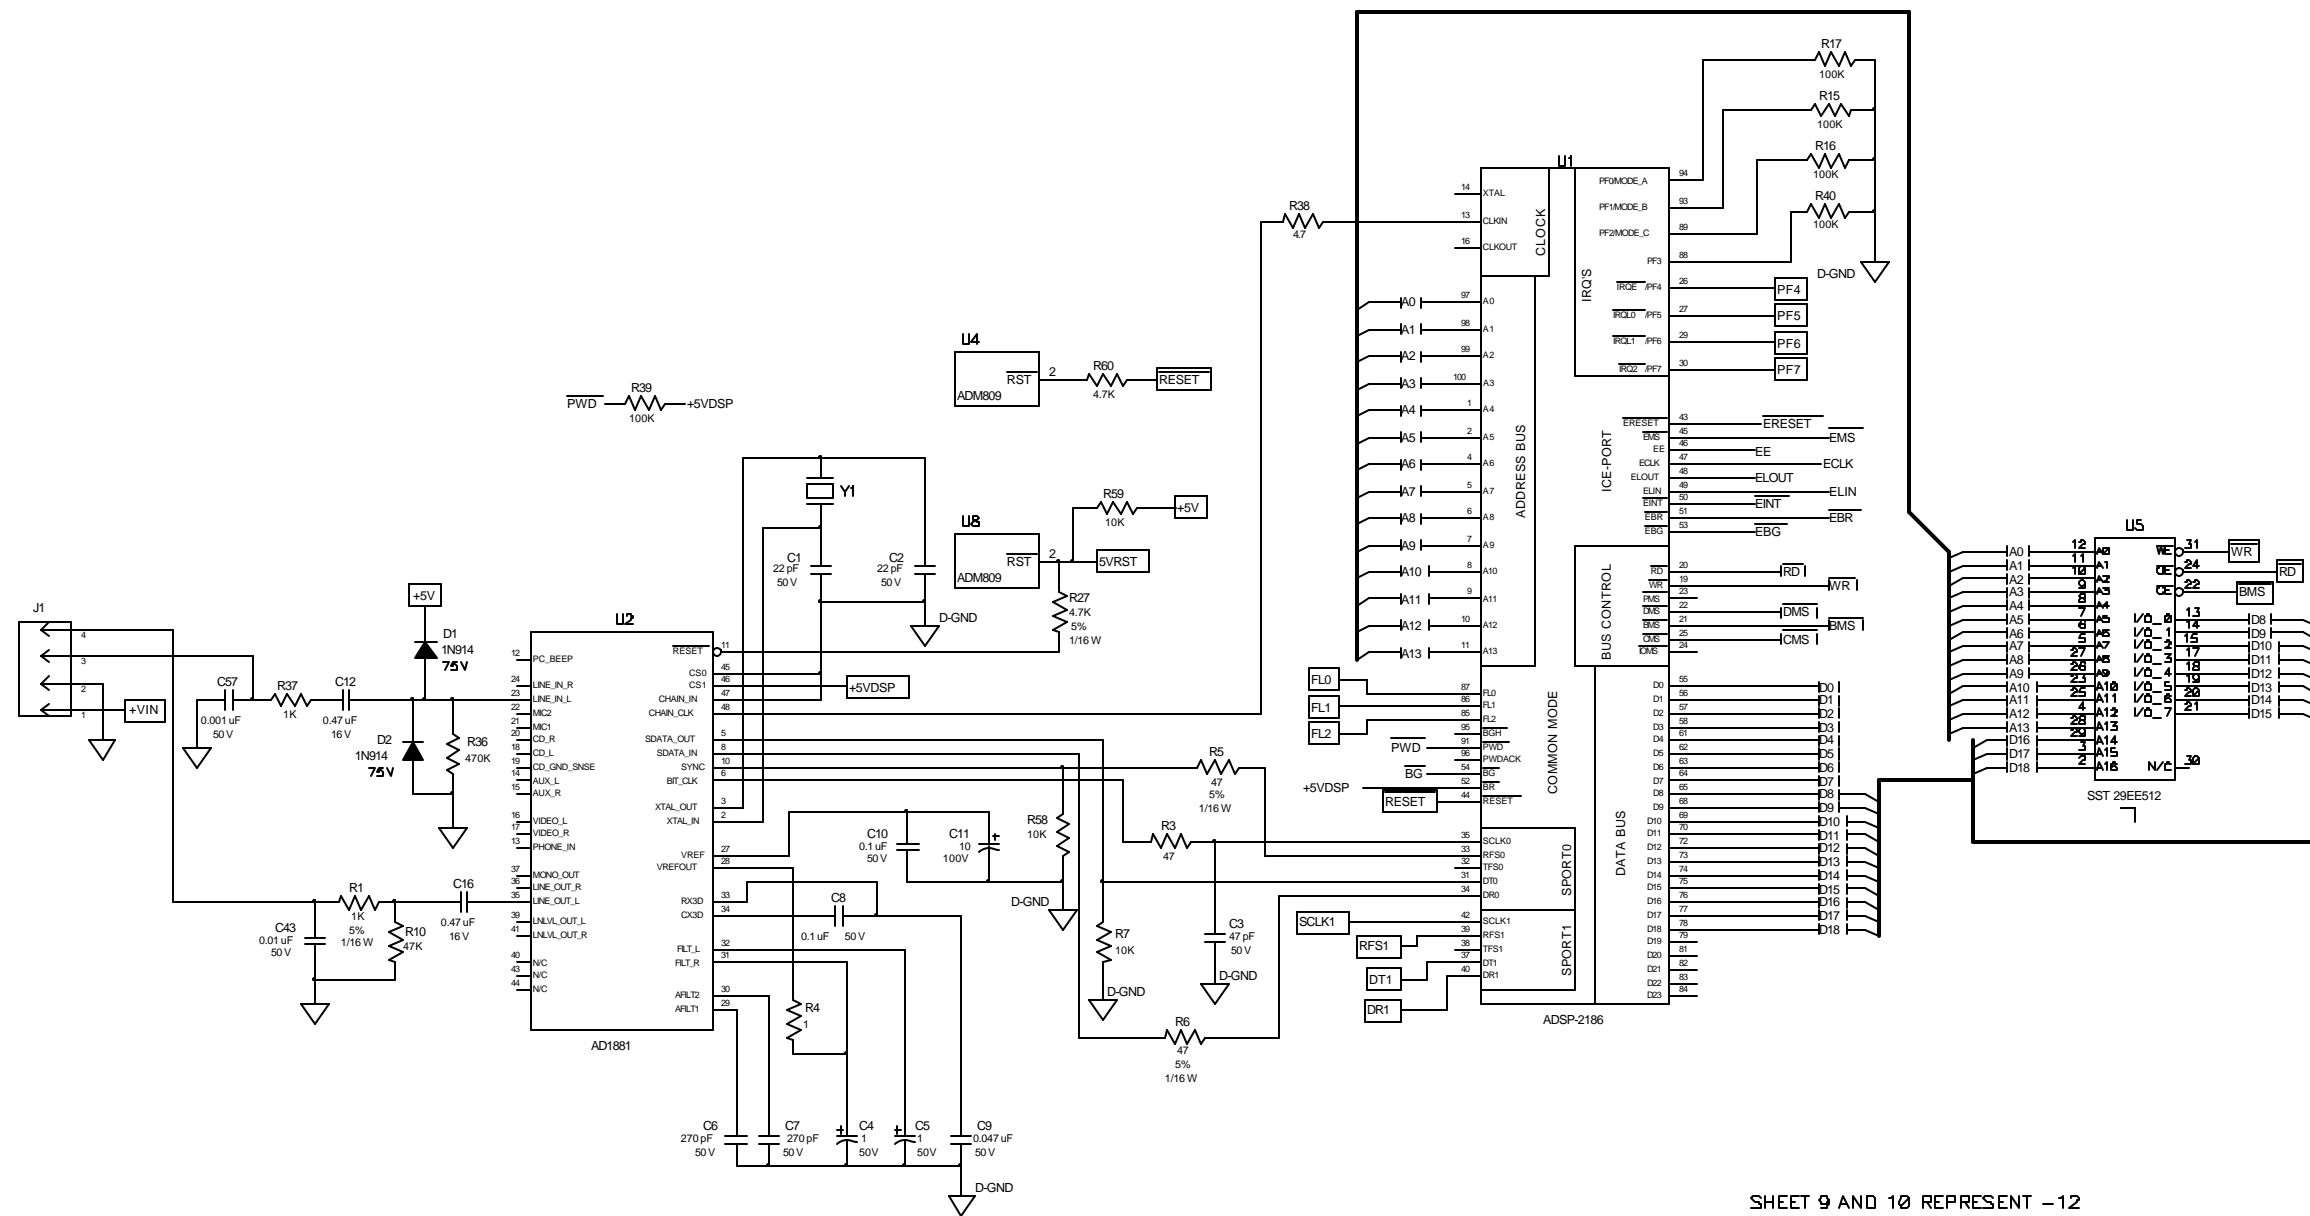 R17
100K
R15
100K
R16
100K
R40
100K
D-GND
U1
14 XTAL
13 CLKIN
16 CLKOUT
CLOCK
IRQ'S
PF0/MODE_A 94
PF1/MODE_B 93
PF2/MODE_C 89
PF3 88
IRQE /PF4 26 PF4
IRQL0 /PF5 27 PF5
IRQL1 /PF6 29 PF6
IRQ2 /PF7 30 PF7
R38
4.7
A0 97 A0
A1 98 A1
A2 99 A2
A3 100 A3
A4 1 A4
A5 2 A5
A6 4 A6
A7 5 A7
A8 6 A8
A9 7 A9
A10 8 A10
A11 9 A11
A12 10 A12
A13 11 A13
ADDRESS BUS
ICE-PORT
ERESET 43 ERESET
EMS 45 EMS
EE 46 EE
ECLK 47 ECLK
ELOUT 48 ELOUT
ELIN 49 ELIN
EINT 50 EINT
EBR 51 EBR
EBG 53 EBG
BUS CONTROL
RD 20 RD
WR 19 WR
PMS 23
DMS 22 DMS
BMS 21 BMS
CMS 25 CMS
IOMS 24
FL0 87 FL0
FL1 86 FL1
FL2 85 FL2
95 BGH
PWD 91 PWD
96 PWDACK
BG 54 BG
+5VDSP 52 BR
RESET 44 RESET
COMMON MODE
35 SCLK0
33 RFS0
32 TFS0
31 DT0
34 DR0
SPORT0
SCLK1 42 SCLK1
RFS1 39 RFS1
38 TFS1
DT1 37 DT1
DR1 40 DR1
SPORT1
DATA BUS
D0 55 D0
D1 56 D1
D2 57 D2
D3 58 D3
D4 61 D4
D5 62 D5
D6 63 D6
D7 64 D7
D8 65 D8
D9 68 D9
D10 69 D10
D11 70 D11
D12 72 D12
D13 73 D13
D14 74 D14
D15 75 D15
D16 76 D16
D17 77 D17
D18 78 D18
D19 79
D20 81
D21 82
D22 83
D23 84
ADSP-2186
U4
RST 2
ADM809
R60
4.7K
RESET
PWD R39 +5VDSP
100K
Y1
U8
RST 2
ADM809
R59
10K
+5V
5VRST
R27
4.7K
5%
1/16 W
C1
22 pF
50 V
C2
22 pF
50 V
D-GND
J1
4
3
2
1
+VIN
+5V
D1
1N914
75V
D2
1N914
75V
C57
0.001 uF
50 V
R37
1K
C12
0.47 uF
16 V
R36
470K
R1
1K
5%
1/16 W
C16
0.47 uF
16 V
C43
0.01 uF
50 V
R10
47K
U2
12 PC_BEEP
24 LINE_IN_R
23 LINE_IN_L
22 MIC2
21 MIC1
20 CD_R
18 CD_L
19 CD_GND_SNSE
14 AUX_L
15 AUX_R
16 VIDEO_L
17 VIDEO_R
13 PHONE_IN
37 MONO_OUT
36 LINE_OUT_R
35 LINE_OUT_L
39 LNLVL_OUT_L
41 LNLVL_OUT_R
40 N/C
43 N/C
44 N/C
RESET 11
CS0 45
CS1 46
CHAIN_IN 47
CHAIN_CLK 48
SDATA_OUT 5
SDATA_IN 8
SYNC 10
BIT_CLK 6
XTAL_OUT 3
XTAL_IN 2
VREF 27
VREFOUT 28
RX3D 33
CX3D 34
FILT_L 32
FILT_R 31
AFILT2 30
AFILT1 29
AD1881
+5VDSP
C10
0.1 uF
50 V
C11
10
100V
R58
10K
D-GND
R5
47
5%
1/16 W
R3
47
C8
0.1 uF 50 V
R7
10K
D-GND
C3
47 pF
50 V
D-GND
R4
1
R6
47
5%
1/16 W
C6
270 pF
50 V
C7
270 pF
50 V
C4
1
50V
C5
1
50V
C9
0.047 uF
50 V
D-GND
U5
A0 12 A0
A1 11 A1
A2 10 A2
A3 9 A3
A4 8 A4
A5 7 A5
A6 6 A6
A7 5 A7
A8 27 A8
A9 26 A9
A10 23 A10
A11 25 A11
A12 4 A12
A13 28 A13
D16 29 A14
D17 3 A15
D18 2 A16
WE 31 WR
OE 24 RD
CE 22 BMS
I/O_0 13 D8
I/O_1 14 D9
I/O_2 15 D10
I/O_3 17 D11
I/O_4 18 D12
I/O_5 19 D13
I/O_6 20 D14
I/O_7 21 D15
N/C 30
SST 29EE512
SHEET 9 AND 10 REPRESENT -12